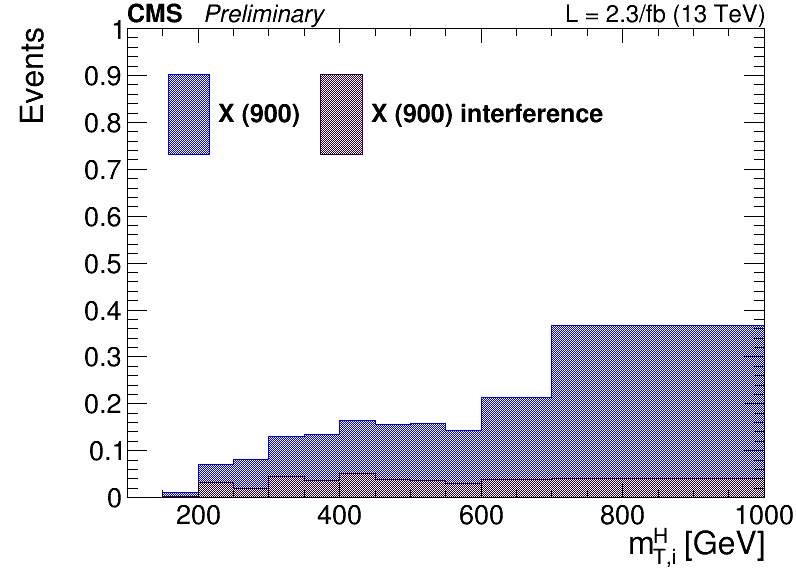 CMS Preliminary L = 2.3/fb (13 TeV)
Events
1
0.9
0.8
0.7
0.6
0.5
0.4
0.3
0.2
0.1
0
X (900) X (900) interference
200 400 600 800 1000
m^H_T,i [GeV]